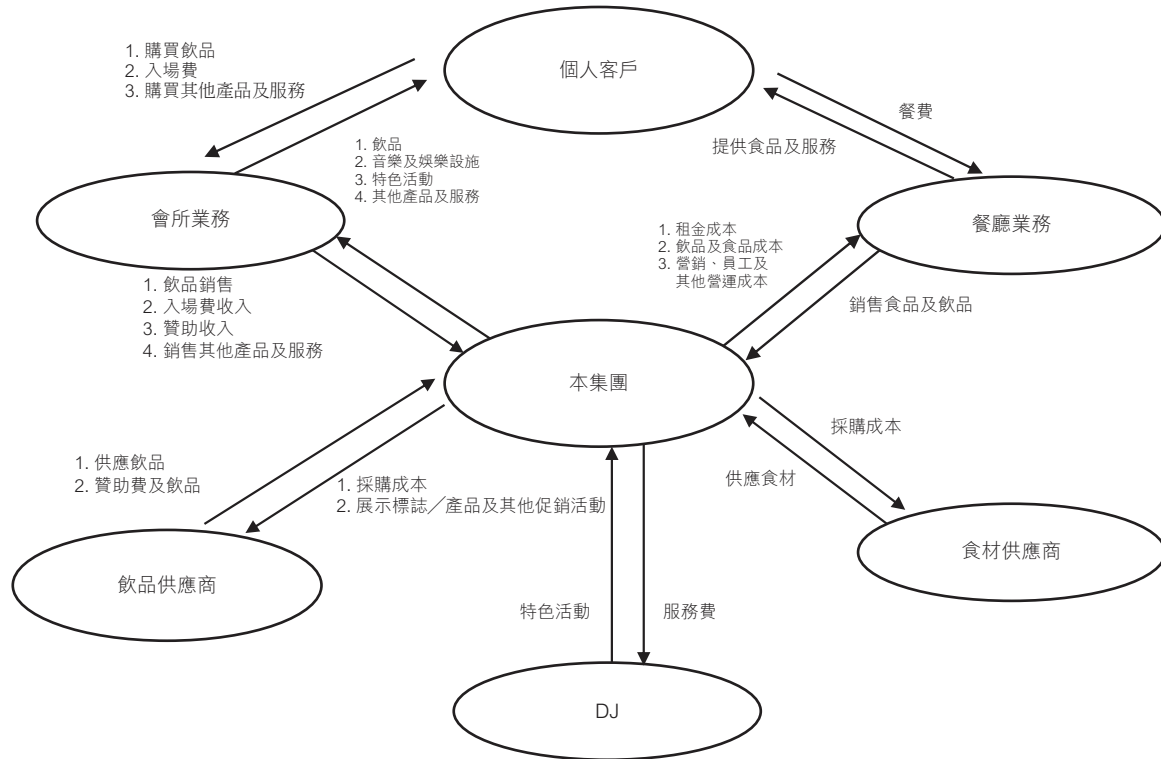 1. 購買飲品
2. 入場費
3. 購買其他產品及服務
個人客戶
餐費
提供食品及服務
1. 飲品
2. 音樂及娛樂設施
3. 特色活動
4. 其他產品及服務
會所業務
餐廳業務
1. 租金成本
2. 飲品及食品成本
3. 營銷、員工及
其他營運成本
1. 飲品銷售
2. 入場費收入
3. 贊助收入
4. 銷售其他產品及服務
銷售食品及飲品
本集團
採購成本
供應食材
1. 供應飲品
2. 贊助費及飲品
1. 採購成本
2. 展示標誌／產品及其他促銷活動
飲品供應商
食材供應商
特色活動
服務費
DJ